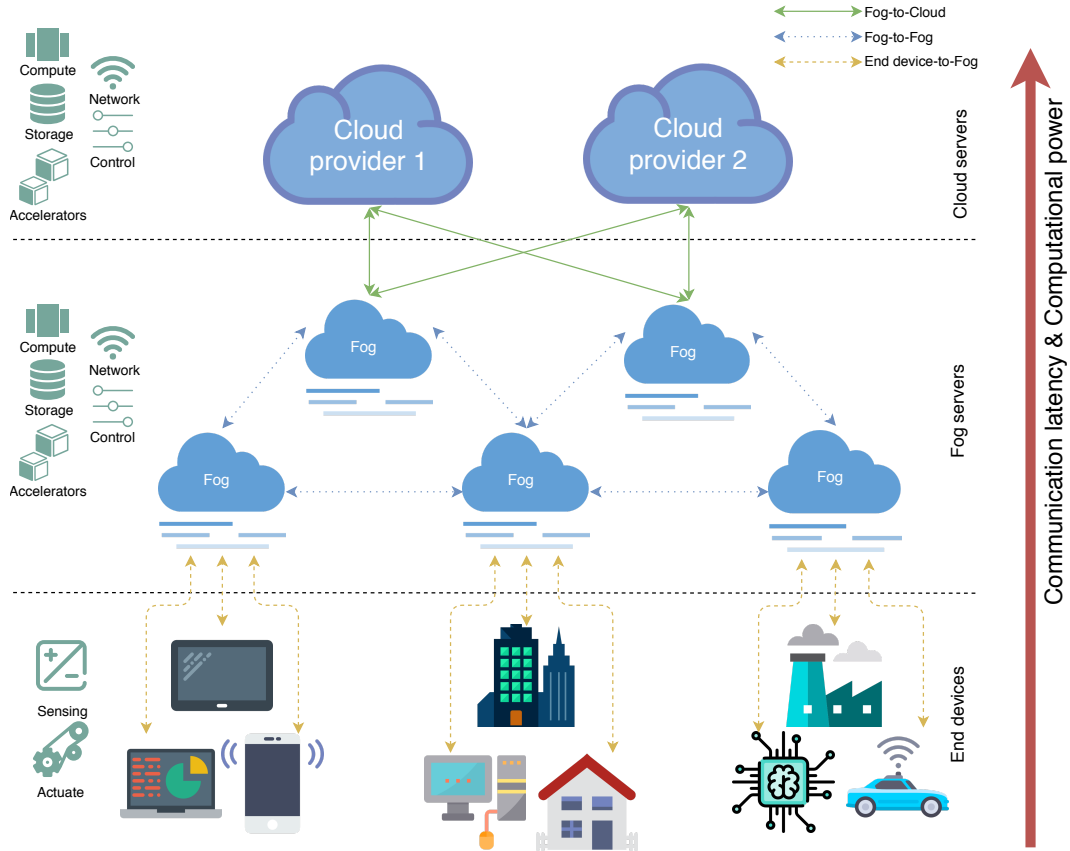 Fog-to-Cloud
Fog-to-Fog
End device-to-Fog
Compute
Network
Storage
Control
Accelerators
Cloud
provider 1
Cloud
provider 2
Cloud servers
Communication latency & Computational power
Compute
Network
Storage
Control
Accelerators
Fog
Fog
Fog
Fog
Fog
Fog servers
Sensing
Actuate
End devices